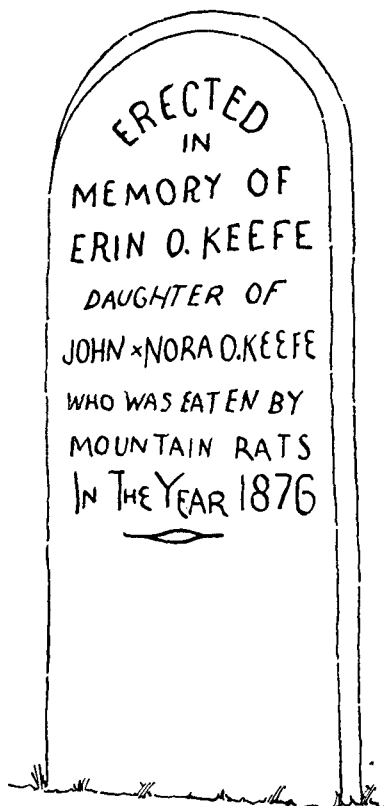 ERECTED
IN
MEMORY OF
ERIN O. KEEFE
DAUGHTER OF
JOHN × NORA O. KEEFE
WHO WAS EATEN BY
MOUNTAIN RATS
IN THE YEAR 1876